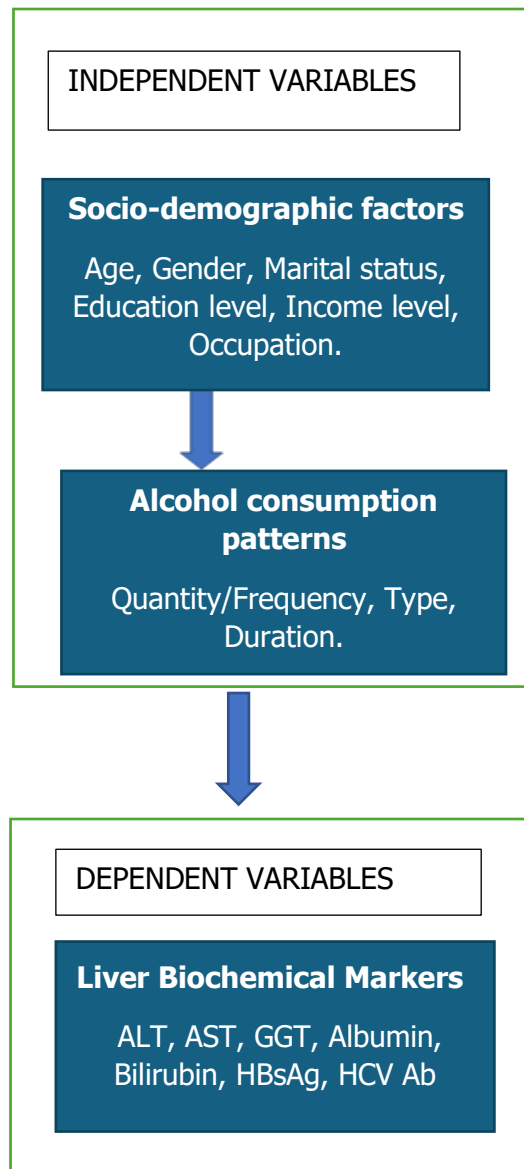 INDEPENDENT VARIABLES
Socio-demographic factors
Age, Gender, Marital status,
Education level, Income level,
Occupation.
Alcohol consumption
patterns
Quantity/Frequency, Type,
Duration.
DEPENDENT VARIABLES
Liver Biochemical Markers
ALT, AST, GGT, Albumin,
Bilirubin, HBsAg, HCV Ab